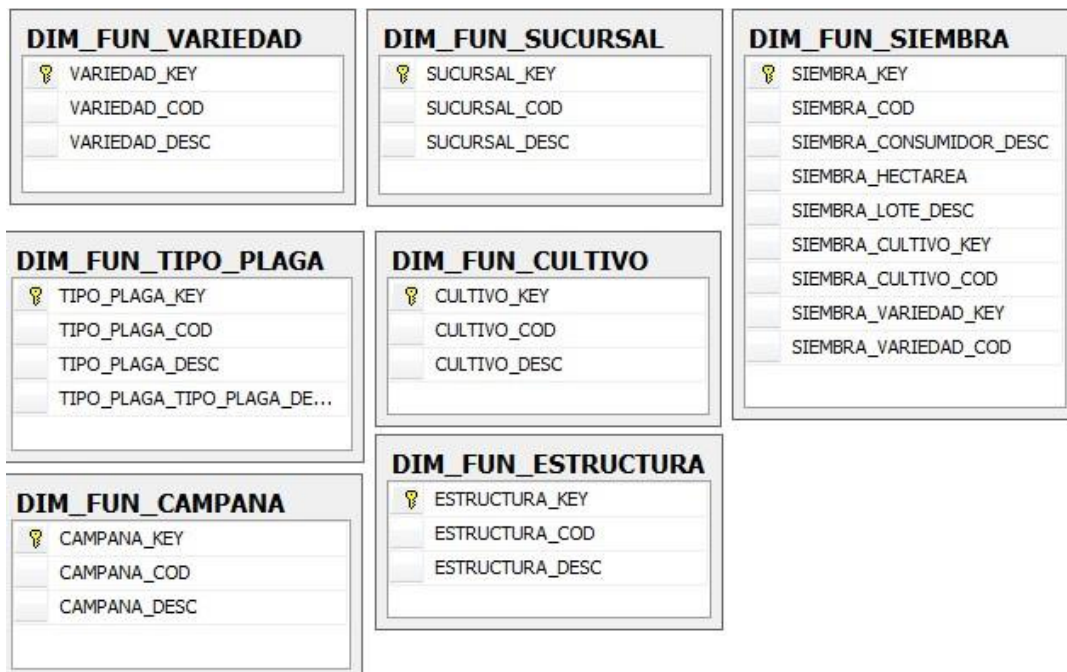 DIM_FUN_VARIEDAD
VARIEDAD_KEY
VARIEDAD_COD
VARIEDAD_DESC
DIM_FUN_SUCURSAL
SUCURSAL_KEY
SUCURSAL_COD
SUCURSAL_DESC
DIM_FUN_SIEMBRA
SIEMBRA_KEY
SIEMBRA_COD
SIEMBRA_CONSUMIDOR_DESC
SIEMBRA_HECTAREA
SIEMBRA_LOTE_DESC
SIEMBRA_CULTIVO_KEY
SIEMBRA_CULTIVO_COD
SIEMBRA_VARIEDAD_KEY
SIEMBRA_VARIEDAD_COD
DIM_FUN_TIPO_PLAGA
TIPO_PLAGA_KEY
TIPO_PLAGA_COD
TIPO_PLAGA_DESC
TIPO_PLAGA_TIPO_PLAGA_DE...
DIM_FUN_CULTIVO
CULTIVO_KEY
CULTIVO_COD
CULTIVO_DESC
DIM_FUN_CAMPANA
CAMPANA_KEY
CAMPANA_COD
CAMPANA_DESC
DIM_FUN_ESTRUCTURA
ESTRUCTURA_KEY
ESTRUCTURA_COD
ESTRUCTURA_DESC